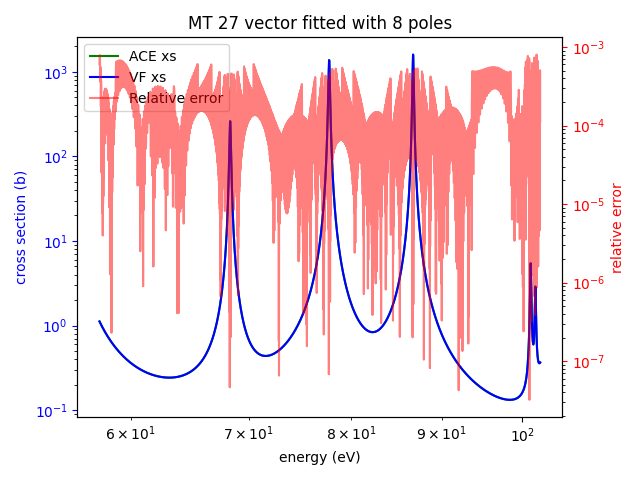 MT 27 vector fitted with 8 poles
ACE xs
VF xs
Relative error
10³
10²
10¹
10⁰
10⁻¹
cross section (b)
10⁻³
10⁻⁴
10⁻⁵
10⁻⁶
10⁻⁷
relative error
6 × 10¹
7 × 10¹
8 × 10¹
9 × 10¹
10²
energy (eV)